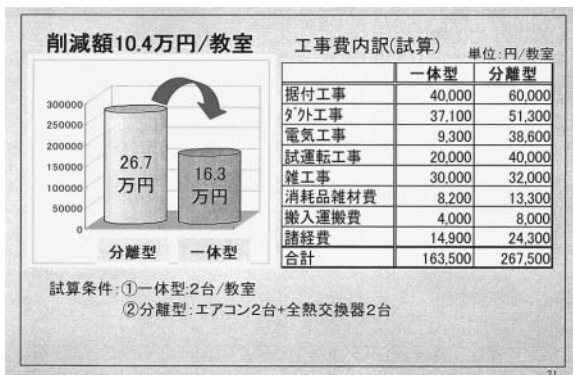 削減額10.4万円/教室
工事費内訳(試算)
単位:円/教室
一体型 分離型
据付工事 40,000 60,000
ダクト工事 37,100 51,300
電気工事 9,300 38,600
試運転工事 20,000 40,000
雑工事 30,000 32,000
消耗品雑材費 8,200 13,300
搬入運搬費 4,000 8,000
諸経費 14,900 24,300
合計 163,500 267,500
300000
250000
200000
150000
100000
50000
0
26.7
万円
16.3
万円
分離型 一体型
試算条件:①一体型:2台/教室
②分離型:エアコン2台+全熱交換器2台
21